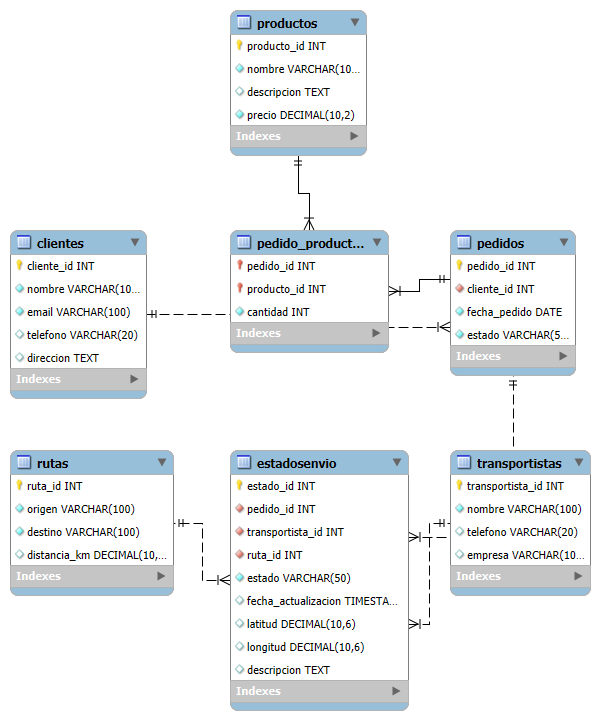 productos
producto_id INT
nombre VARCHAR(10...
descripcion TEXT
precio DECIMAL(10,2)
Indexes
clientes
cliente_id INT
nombre VARCHAR(10...
email VARCHAR(100)
telefono VARCHAR(20)
direccion TEXT
Indexes
pedido_product...
pedido_id INT
producto_id INT
cantidad INT
Indexes
pedidos
pedido_id INT
cliente_id INT
fecha_pedido DATE
estado VARCHAR(5...
Indexes
rutas
ruta_id INT
origen VARCHAR(100)
destino VARCHAR(100)
distancia_km DECIMAL(10,...
Indexes
estadosenvio
estado_id INT
pedido_id INT
transportista_id INT
ruta_id INT
estado VARCHAR(50)
fecha_actualizacion TIMESTA...
latitud DECIMAL(10,6)
longitud DECIMAL(10,6)
descripcion TEXT
Indexes
transportistas
transportista_id INT
nombre VARCHAR(100)
telefono VARCHAR(20)
empresa VARCHAR(10...
Indexes